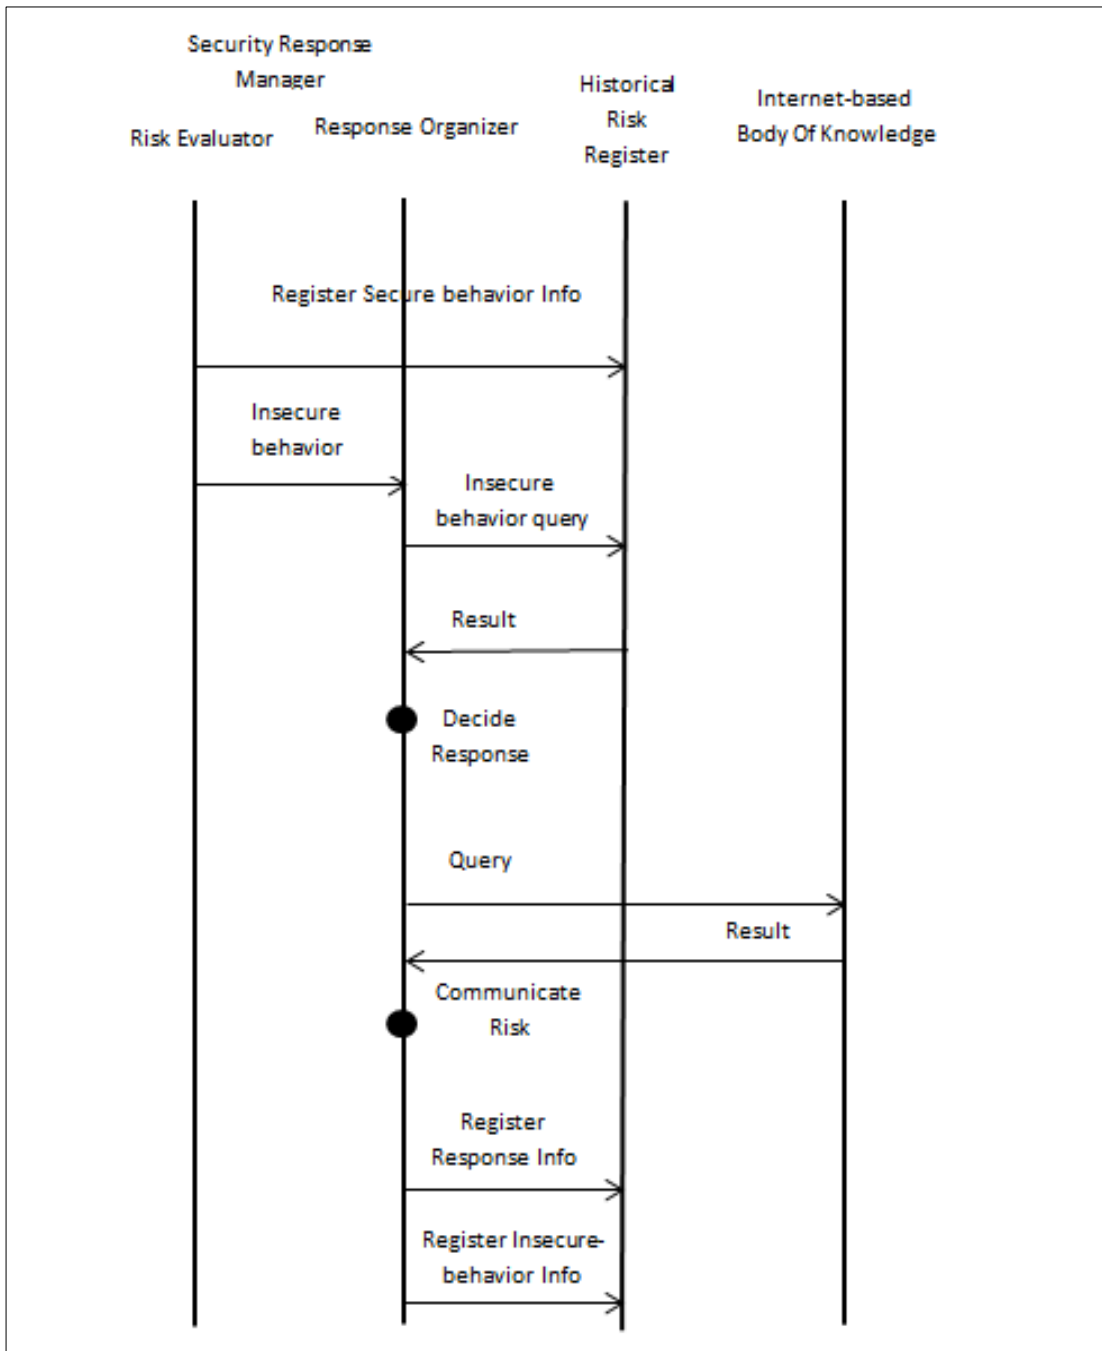 Security Response
Manager
Risk Evaluator
Response Organizer
Historical
Risk
Register
Internet-based
Body Of Knowledge
Register Secure behavior Info
Insecure
behavior
Insecure
behavior query
Result
Decide
Response
Query
Result
Communicate
Risk
Register
Response Info
Register Insecure-
behavior Info